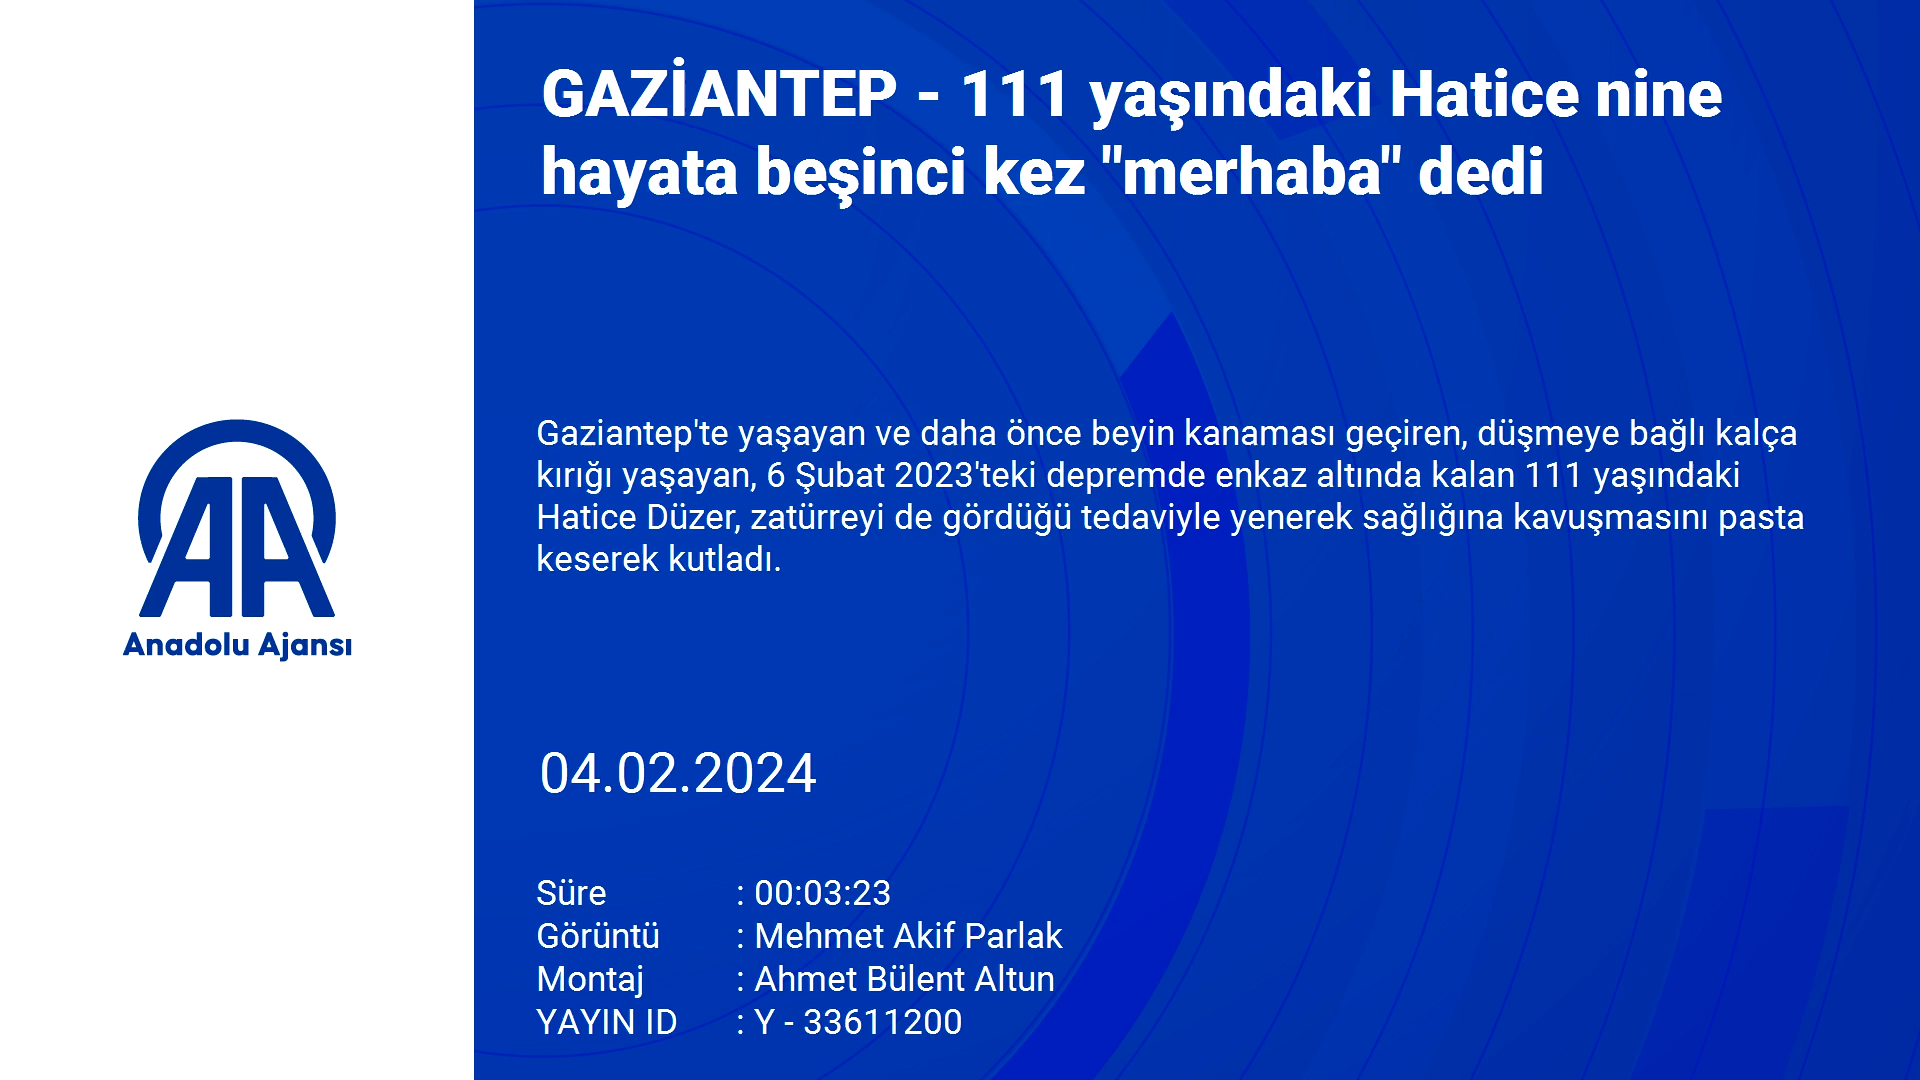 GAZİANTEP - 111 yaşındaki Hatice nine
hayata beşinci kez "merhaba" dedi
Gaziantep'te yaşayan ve daha önce beyin kanaması geçiren, düşmeye bağlı kalça
kırığı yaşayan, 6 Şubat 2023'teki depremde enkaz altında kalan 111 yaşındaki
Hatice Düzer, zatürreyi de gördüğü tedaviyle yenerek sağlığına kavuşmasını pasta
keserek kutladı.
AA
Anadolu Ajansı
04.02.2024
Süre : 00:03:23
Görüntü : Mehmet Akif Parlak
Montaj : Ahmet Bülent Altun
YAYIN ID : Y - 33611200